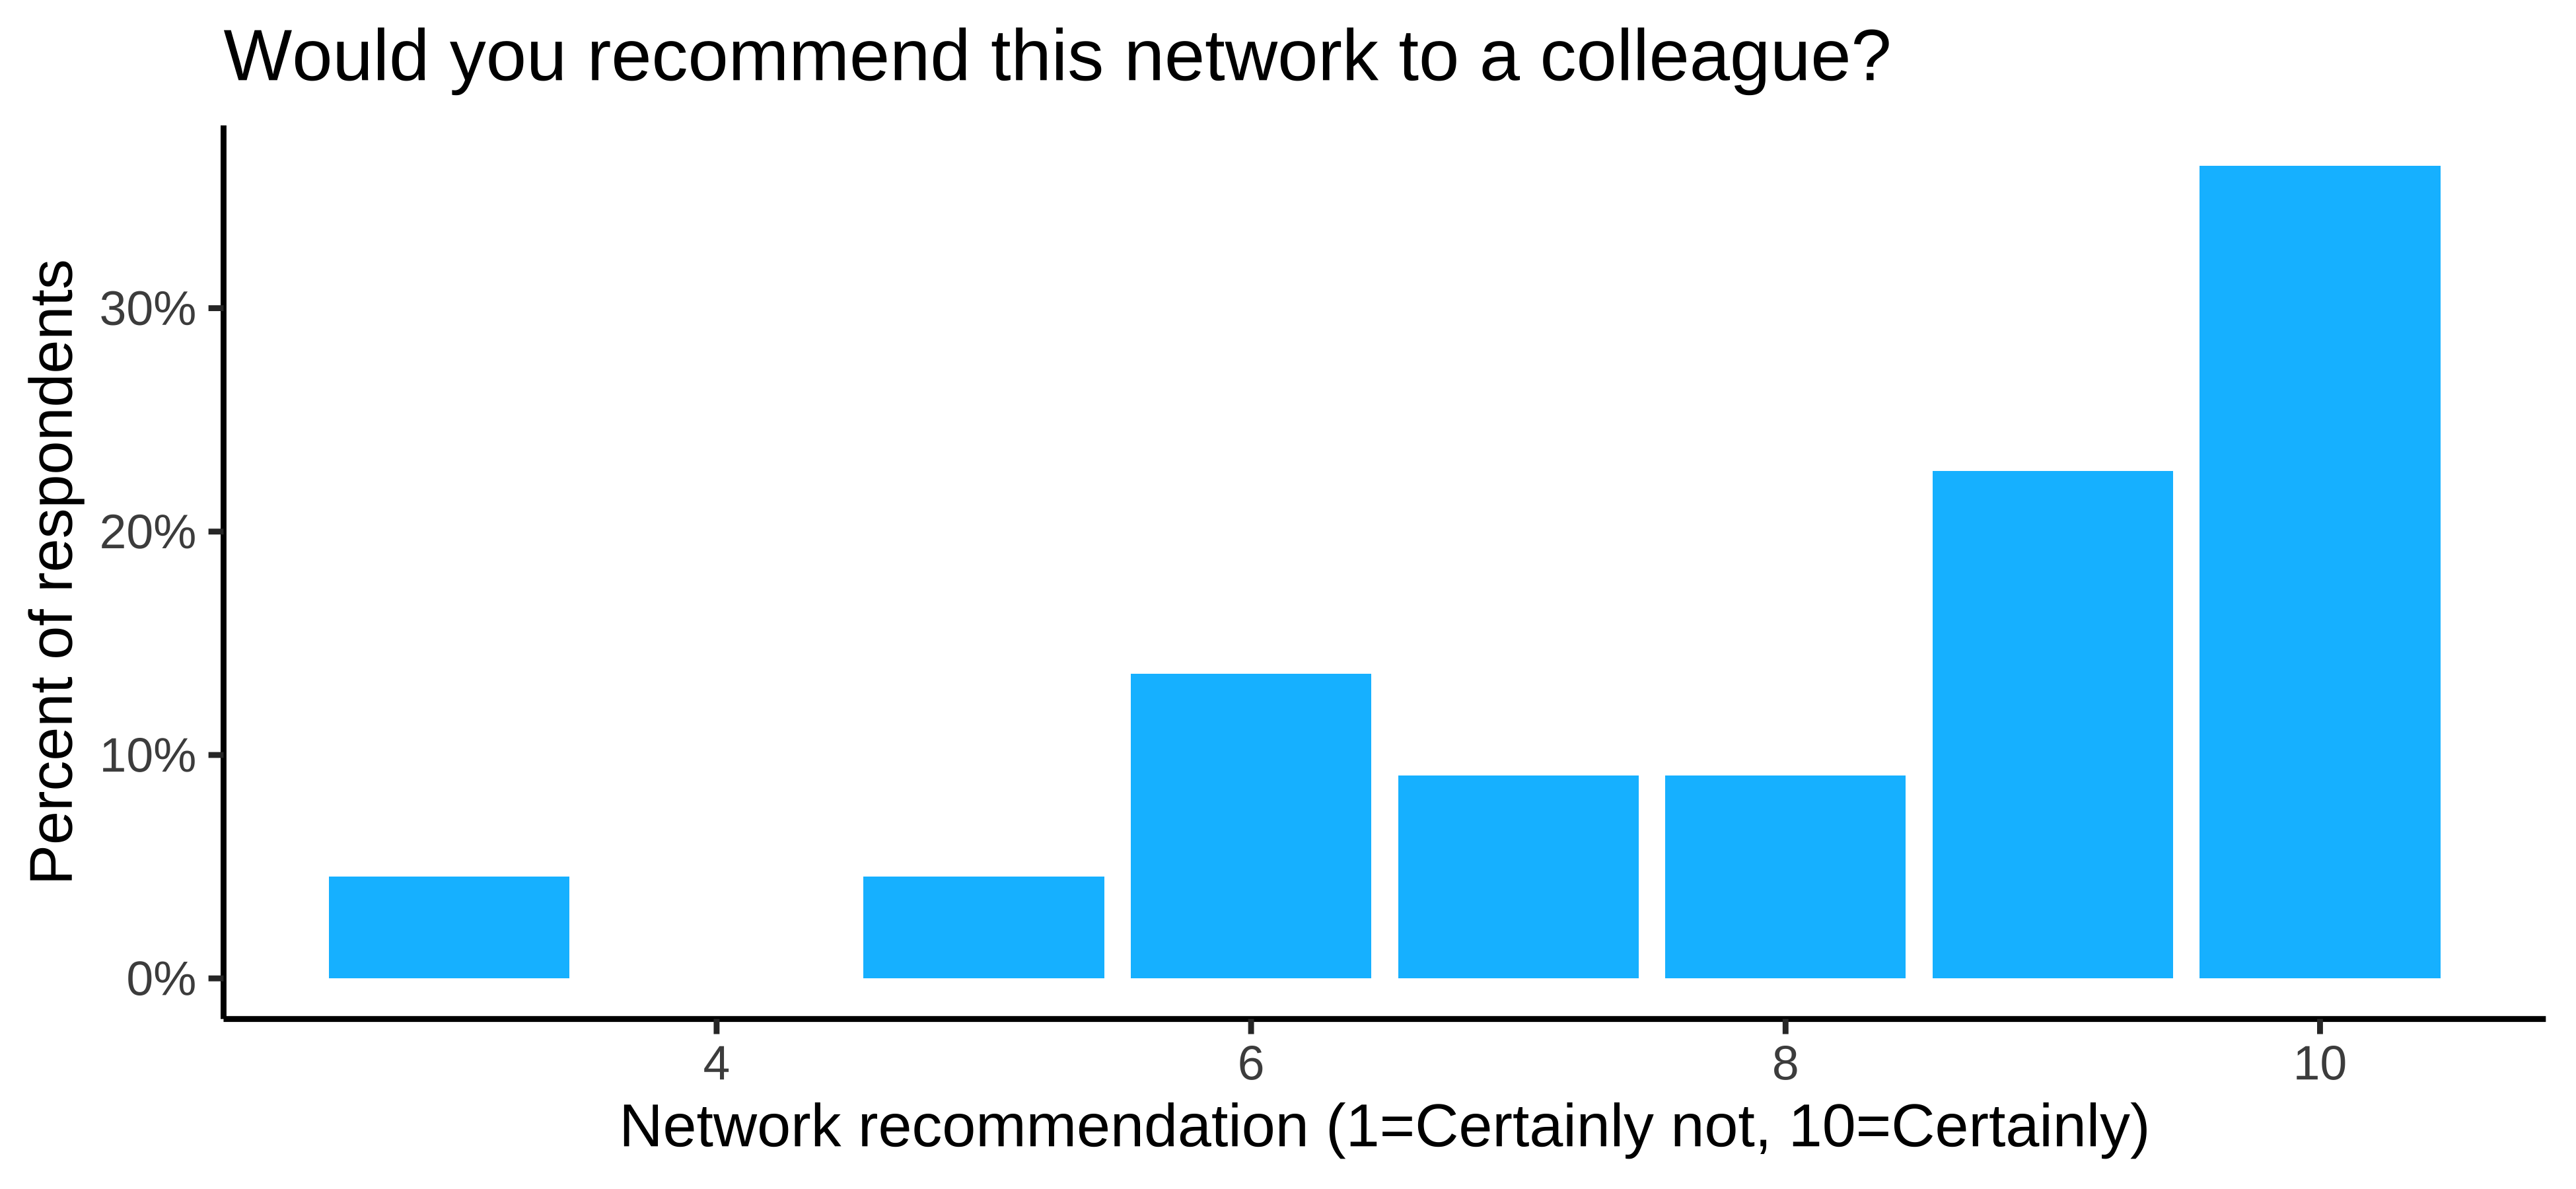 Would you recommend this network to a colleague?
Percent of respondents
30%
20%
10%
0%
4 6 8 10
Network recommendation (1=Certainly not, 10=Certainly)